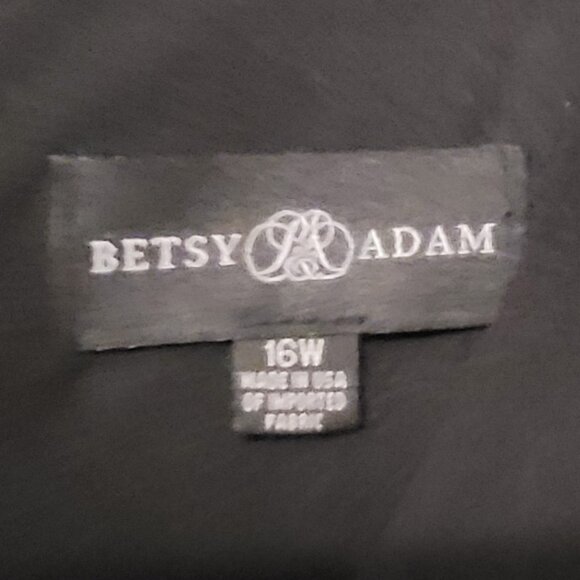 BETSY ADAM
16W
MADE IN USA
OF IMPORTED
FABRIC